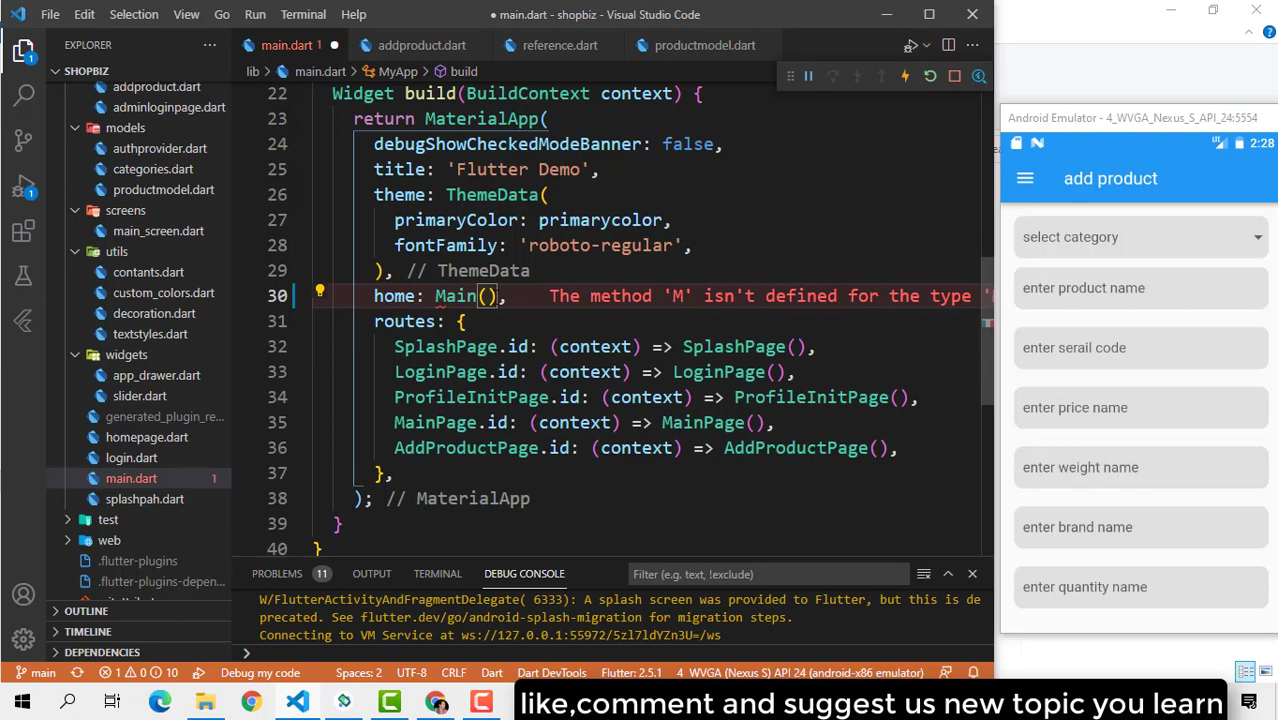 File Edit Selection View Go Run Terminal Help
● main.dart - shopbiz - Visual Studio Code
EXPLORER
main.dart 1 ●
addproduct.dart
reference.dart
productmodel.dart
SHOPBIZ
lib > main.dart > MyApp > build
addproduct.dart
adminloginpage.dart
models
authprovider.dart
categories.dart
productmodel.dart
screens
main_screen.dart
utils
contants.dart
custom_colors.dart
decoration.dart
textstyles.dart
widgets
app_drawer.dart
slider.dart
generated_plugin_re...
homepage.dart
login.dart
main.dart 1
splashpah.dart
test
web
.flutter-plugins
.flutter-plugins-depen...
OUTLINE
TIMELINE
DEPENDENCIES
22 Widget build(BuildContext context) {
23 return MaterialApp(
24 debugShowCheckedModeBanner: false,
25 title: 'Flutter Demo',
26 theme: ThemeData(
27 primaryColor: primarycolor,
28 fontFamily: 'roboto-regular',
29 ), // ThemeData
30 home: Main(), The method 'M' isn't defined for the type '
31 routes: {
32 SplashPage.id: (context) => SplashPage(),
33 LoginPage.id: (context) => LoginPage(),
34 ProfileInitPage.id: (context) => ProfileInitPage(),
35 MainPage.id: (context) => MainPage(),
36 AddProductPage.id: (context) => AddProductPage(),
37 },
38 ); // MaterialApp
39 }
40 }
PROBLEMS 11 OUTPUT TERMINAL DEBUG CONSOLE
Filter (e.g. text, !exclude)
W/FlutterActivityAndFragmentDelegate( 6333): A splash screen was provided to Flutter, but this is de
precated. See flutter.dev/go/android-splash-migration for migration steps.
Connecting to VM Service at ws://127.0.0.1:55972/5zl7ldYZn3U=/ws
main 1 0 10 Debug my code Spaces: 2 UTF-8 CRLF Dart Dart DevTools Flutter: 2.5.1 4_WVGA_Nexus_S_API_24 (android-x86 emulator)
Android Emulator - 4_WVGA_Nexus_S_API_24:5554
2:28
add product
select category
enter product name
enter serail code
enter price name
enter weight name
enter brand name
enter quantity name
like,comment and suggest us new topic you learn